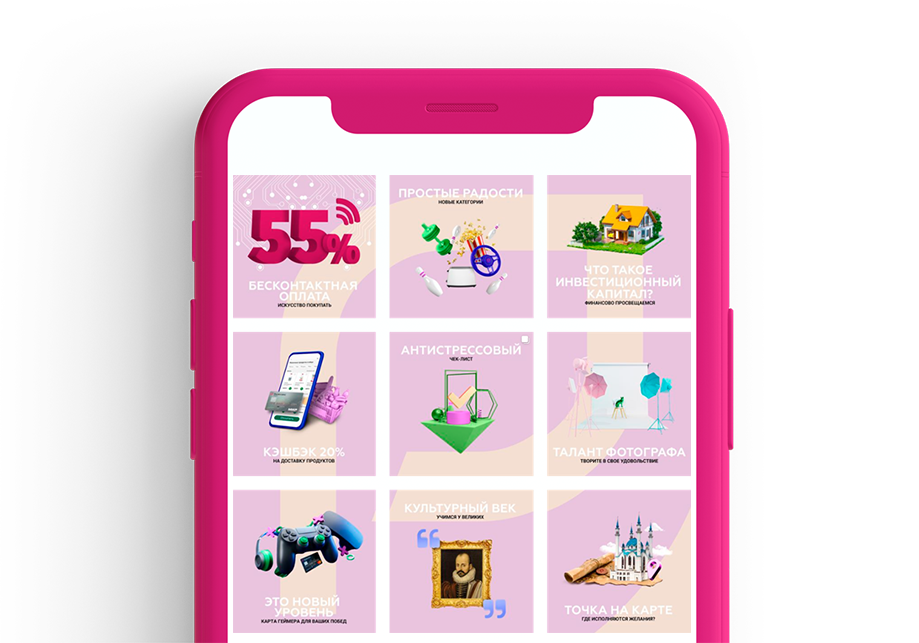 55%
БЕСКОНТАКТНАЯ
ОПЛАТА
ИСКУССТВО ПОКУПАТЬ
ПРОСТЫЕ РАДОСТИ
НОВЫЕ КАТЕГОРИИ
ЧТО ТАКОЕ
ИНВЕСТИЦИОННЫЙ
КАПИТАЛ?
ФИНАНСОВО ПРОСВЕЩАЕМСЯ
КЭШБЭК 20%
НА ДОСТАВКУ ПРОДУКТОВ
АНТИСТРЕССОВЫЙ
ЧЕК-ЛИСТ
ТАЛАНТ ФОТОГРАФА
ТВОРИТЕ В СВОЕ УДОВОЛЬСТВИЕ
ЭТО НОВЫЙ
УРОВЕНЬ
КАРТА ГЕЙМЕРА ДЛЯ ВАШИХ ПОБЕД
КУЛЬТУРНЫЙ ВЕК
УЧИМСЯ У ВЕЛИКИХ
ТОЧКА НА КАРТЕ
ГДЕ ИСПОЛНЯЮТСЯ ЖЕЛАНИЯ?